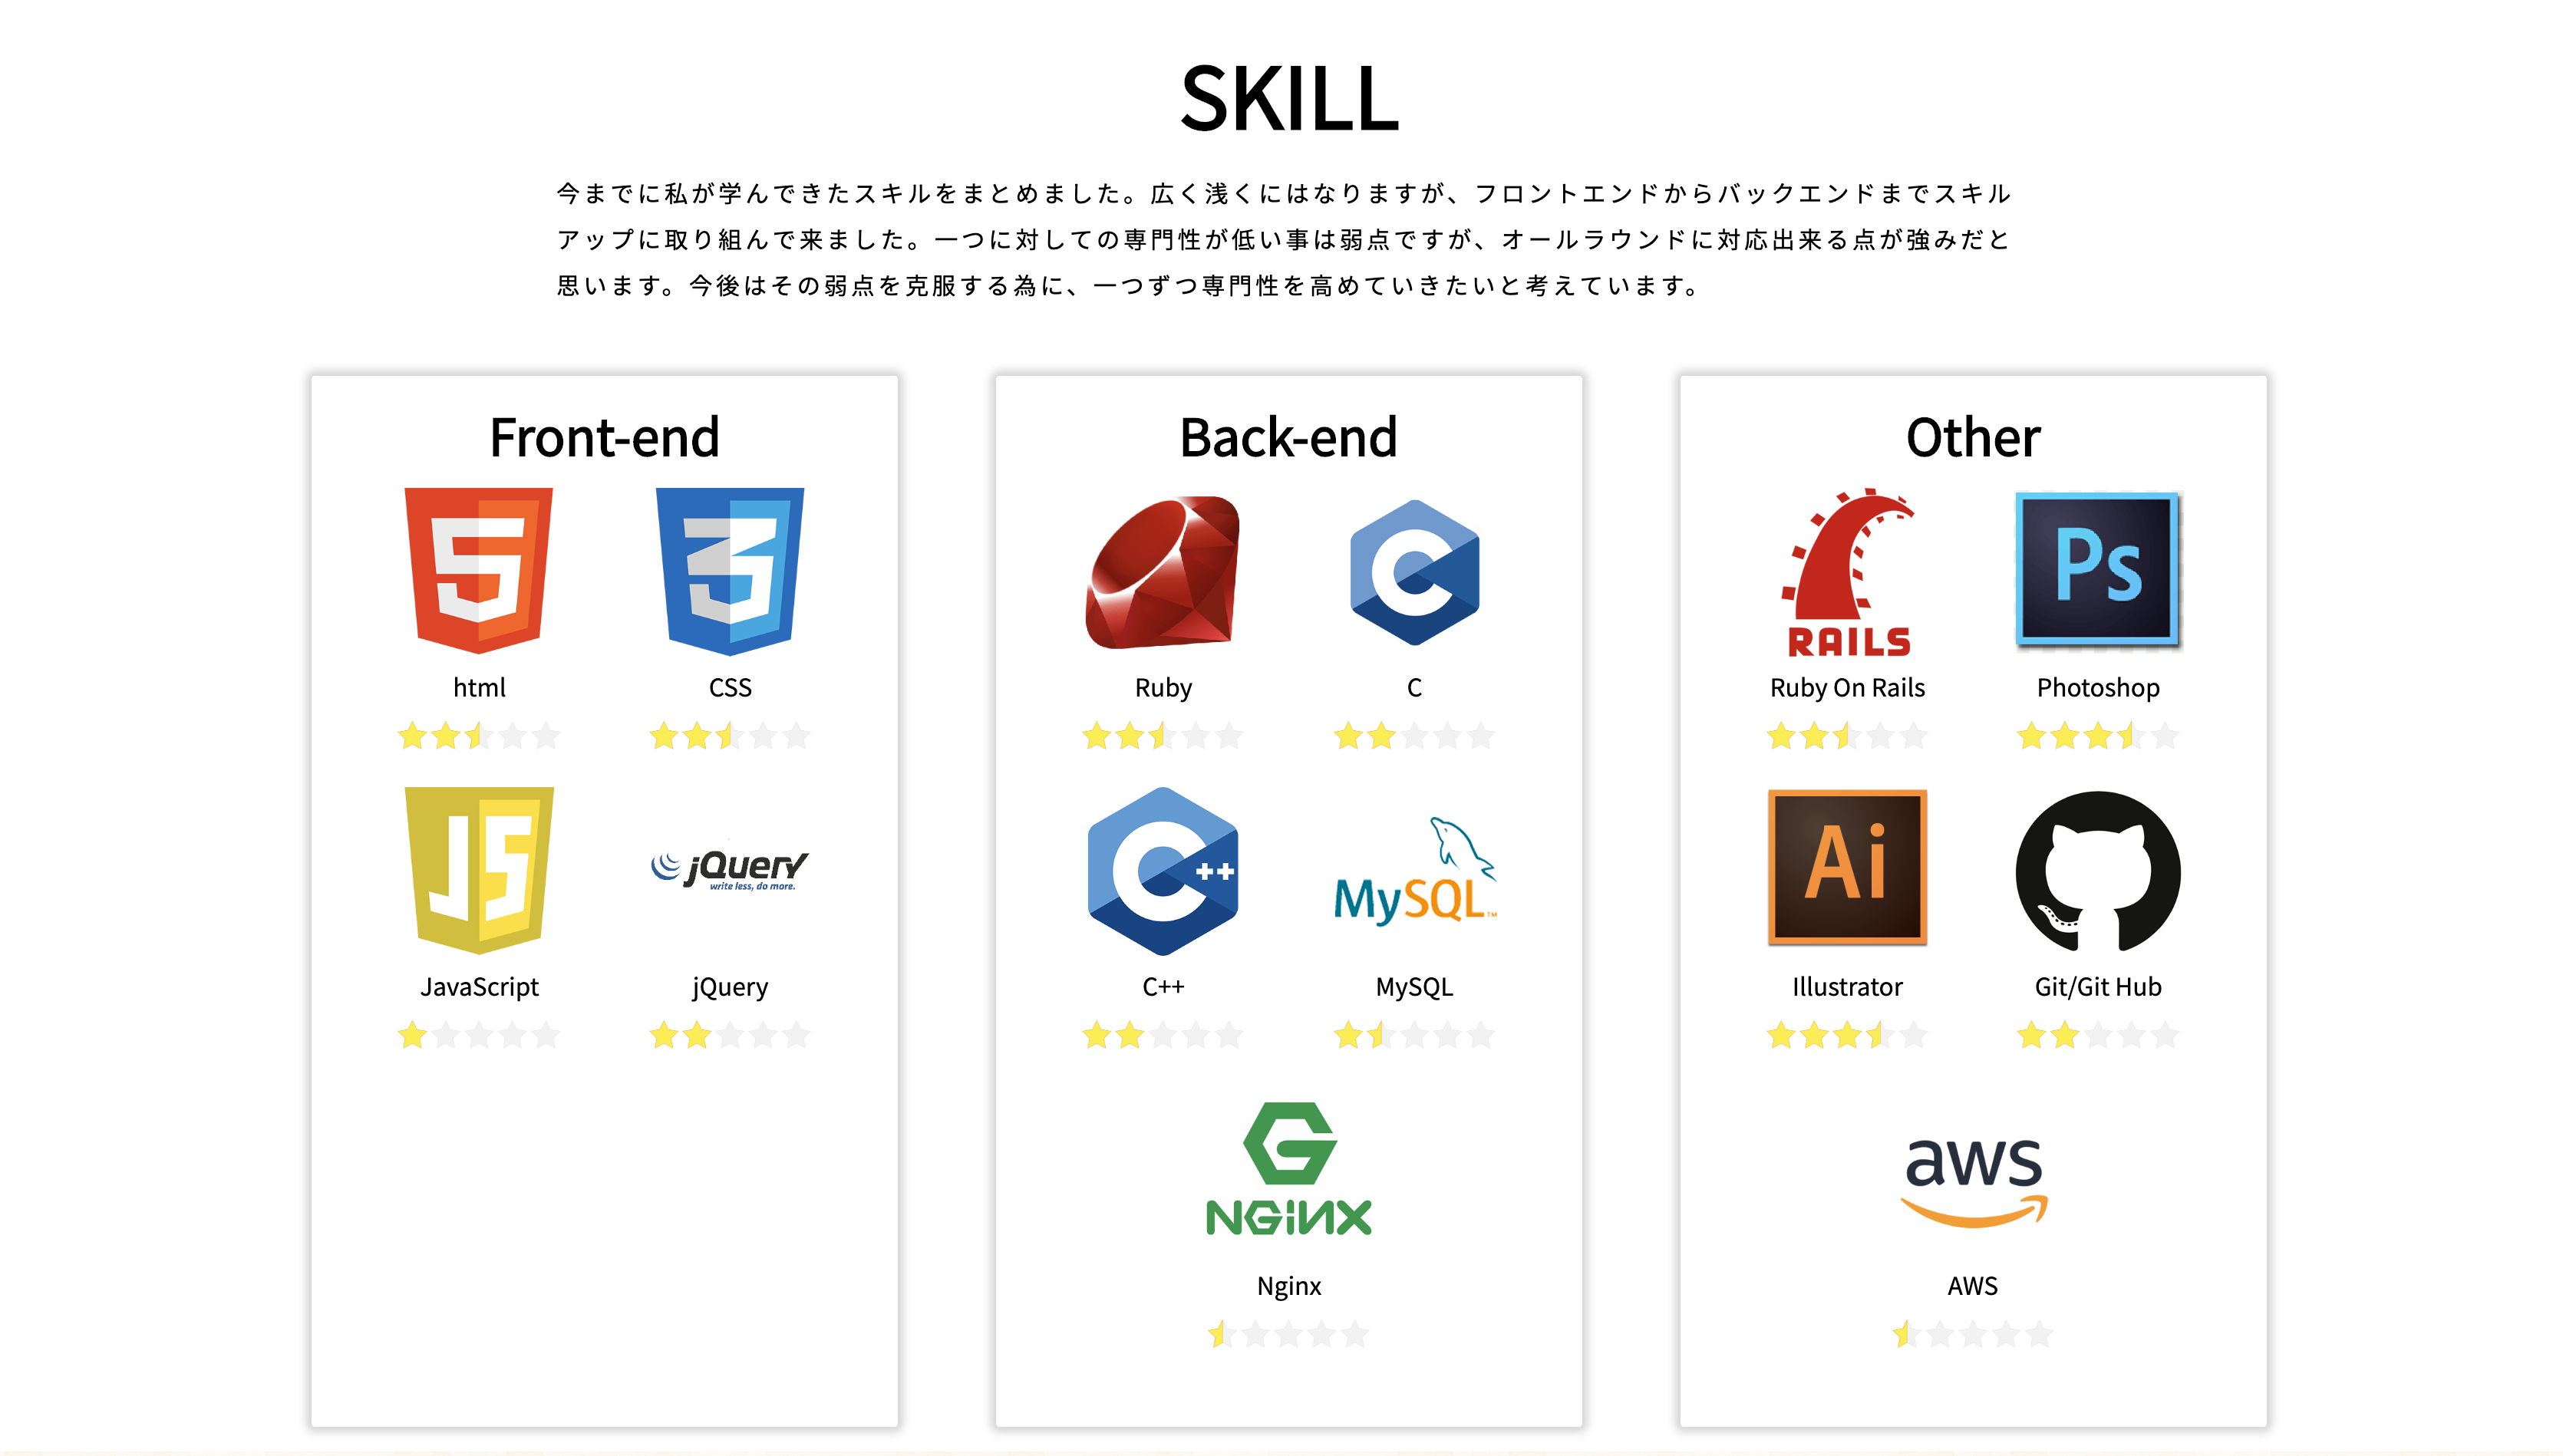 SKILL
今までに私が学んできたスキルをまとめました。広く浅くにはなりますが、フロントエンドからバックエンドまでスキル
アップに取り組んで来ました。一つに対しての専門性が低い事は弱点ですが、オールラウンドに対応出来る点が強みだと
思います。今後はその弱点を克服する為に、一つずつ専門性を高めていきたいと考えています。
Front-end
5
3
html
CSS
JS
jQuery
write less, do more.
JavaScript
jQuery
Back-end
C
Ruby
C
C++
MySQL™
C++
MySQL
G
NGINX
Nginx
Other
RAILS
Ps
Ruby On Rails
Photoshop
Ai
Illustrator
Git/Git Hub
aws
AWS